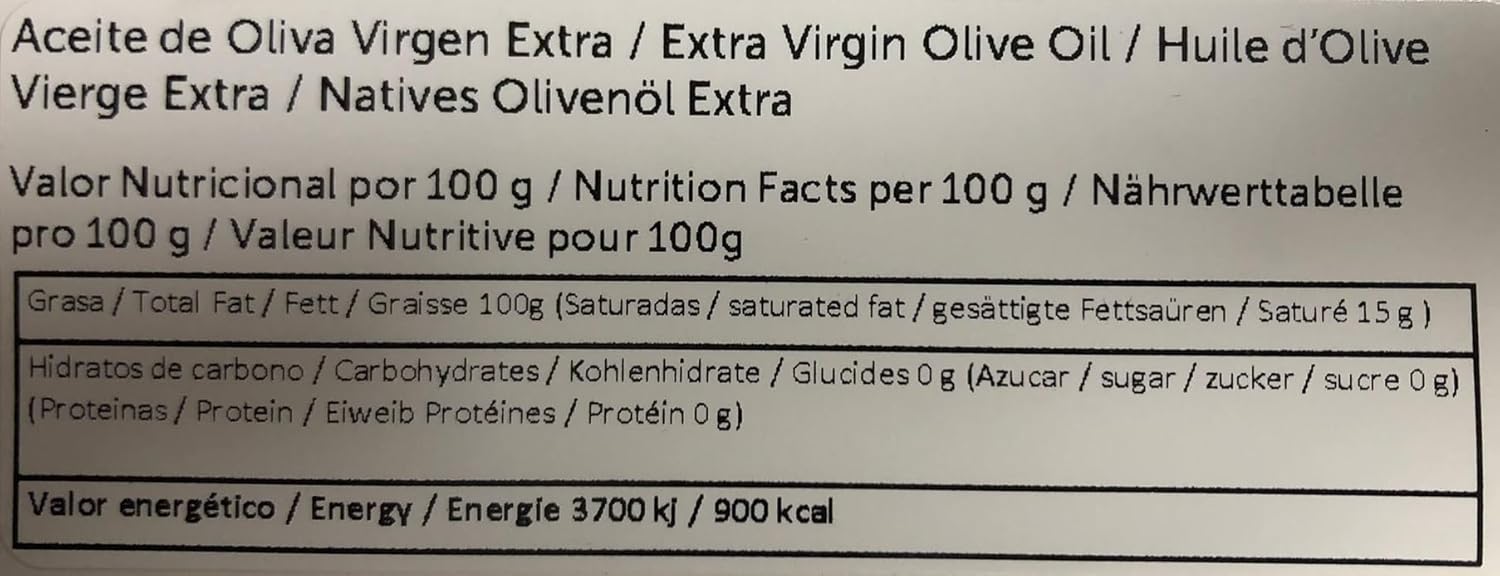 Aceite de Oliva Virgen Extra / Extra Virgin Olive Oil / Huile d'Olive
Vierge Extra / Natives Olivenöl Extra
Valor Nutricional por 100 g / Nutrition Facts per 100 g / Nährwerttabelle
pro 100 g / Valeur Nutritive pour 100g
Grasa / Total Fat / Fett / Graisse 100g (Saturadas / saturated fat / gesättigte Fettsaüren / Saturé 15 g )
Hidratos de carbono / Carbohydrates / Kohlenhidrate / Glucides 0 g (Azucar / sugar / zucker / sucre 0 g)
(Proteinas / Protein / Eiweib Protéines / Protéin 0 g)
Valor energético / Energy / Energie 3700 kj / 900 kcal